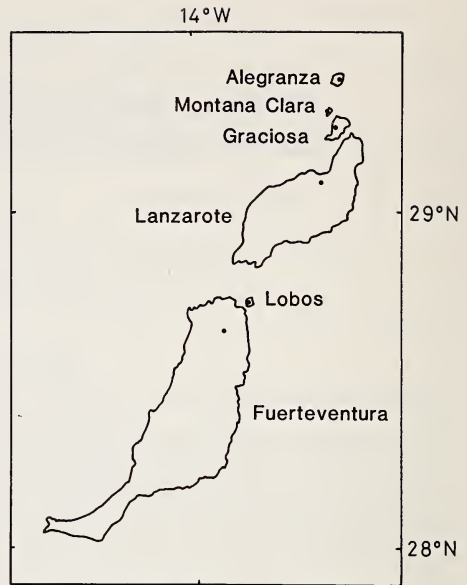 14°W
Alegranza
Montana Clara
Graciosa
Lanzarote
29°N
Lobos
Fuerteventura
28°N